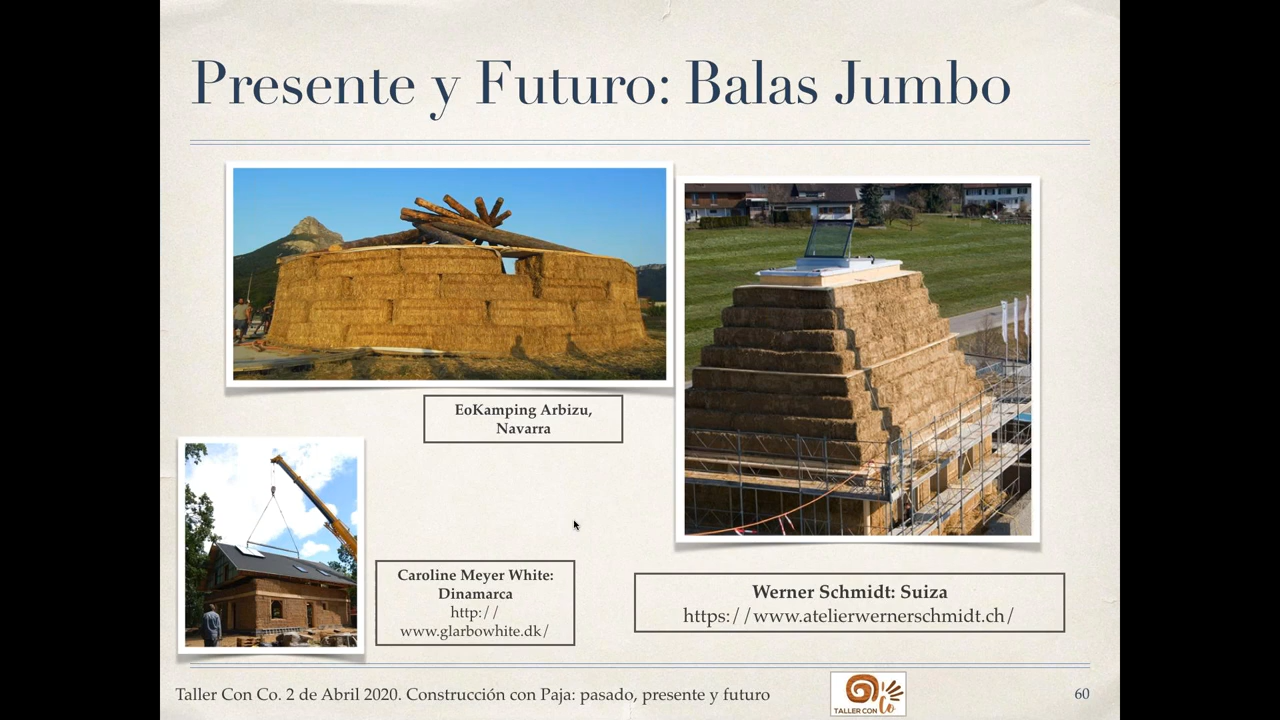 Presente y Futuro: Balas Jumbo
EoKamping Arbizu,
Navarra
Caroline Meyer White:
Dinamarca
http://
www.glarbowhite.dk/
Werner Schmidt: Suiza
https://www.atelierwernerschmidt.ch/
Taller Con Co. 2 de Abril 2020. Construcción con Paja: pasado, presente y futuro
TALLER CON Co
60